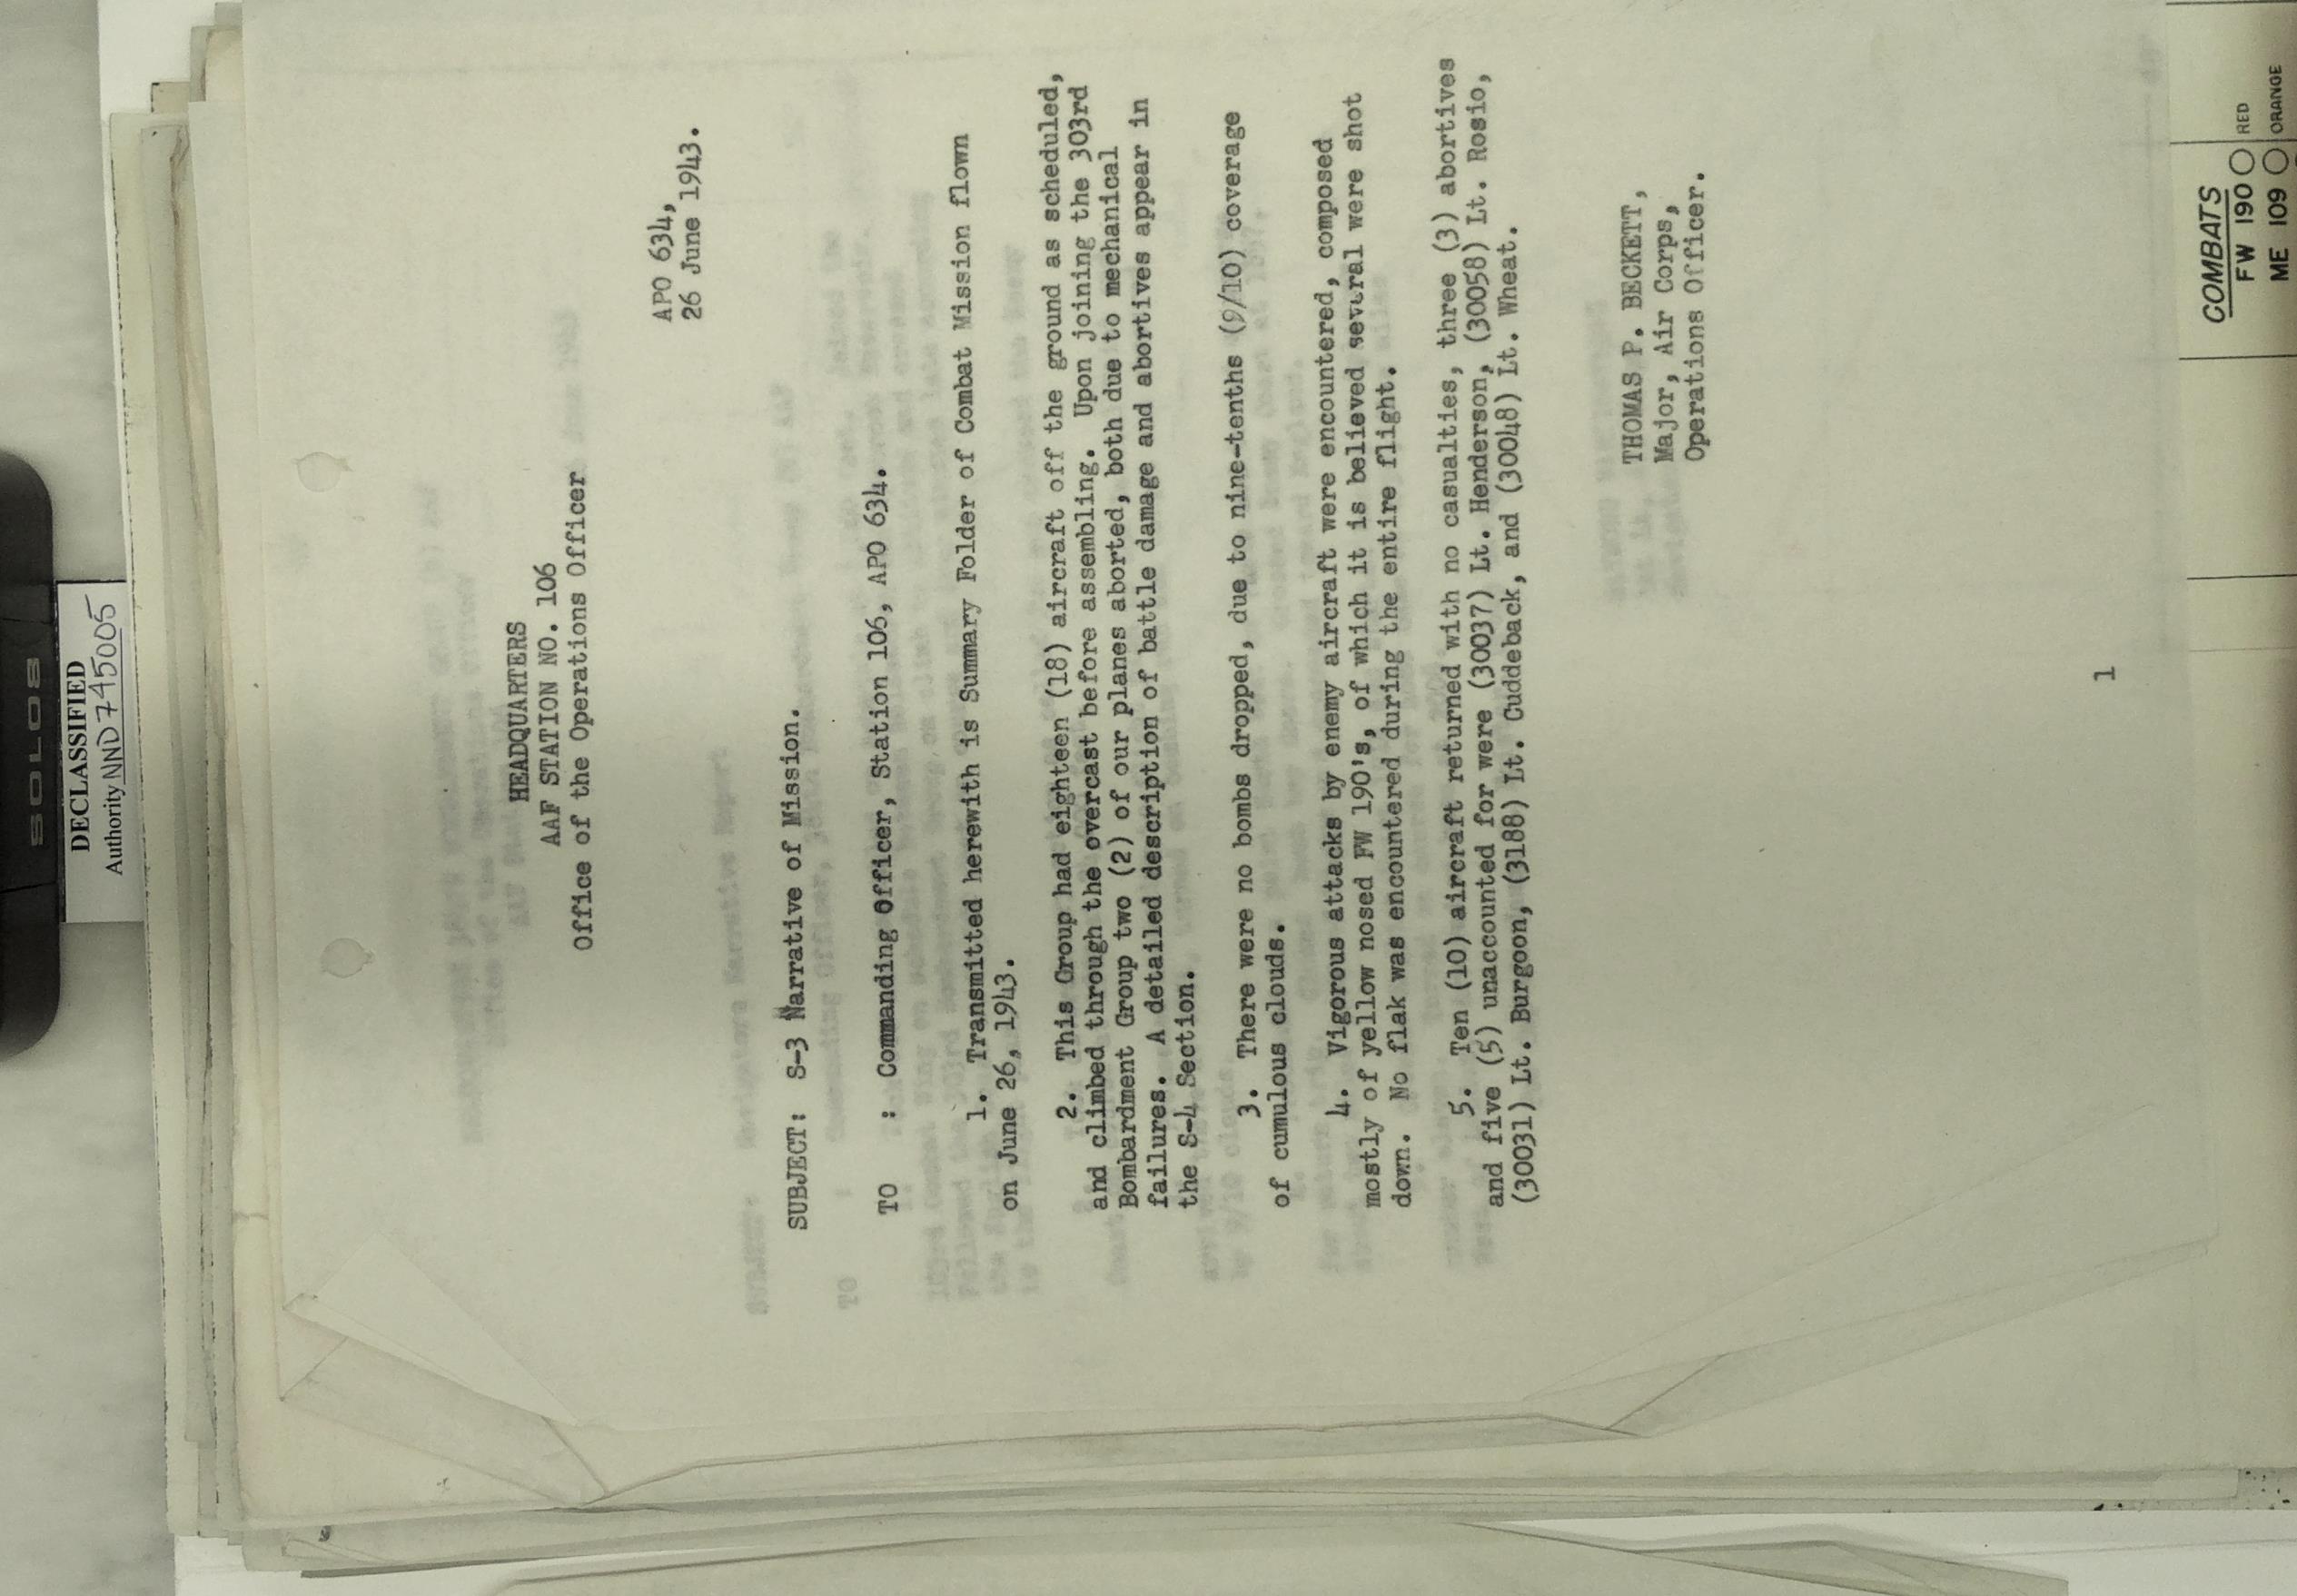 SOLOS
DECLASSIFIED
Authority NND 745005
HEADQUARTERS
AAF STATION NO. 106
Office of the Operations Officer
APO 634,
26 June 1943.
SUBJECT: S-3 Narrative of Mission.
TO : Commanding Officer, Station 106, APO 634.
1. Transmitted herewith is Summary Folder of Combat Mission flown
on June 26, 1943.
2. This Group had eighteen (18) aircraft off the ground as scheduled,
and climbed through the overcast before assembling. Upon joining the 303rd
Bombardment Group two (2) of our planes aborted, both due to mechanical
failures. A detailed description of battle damage and abortives appear in
the S-4 Section.
3. There were no bombs dropped, due to nine-tenths (9/10) coverage
of cumulous clouds.
4. Vigorous attacks by enemy aircraft were encountered, composed
mostly of yellow nosed FW 190's, of which it is believed several were shot
down. No flak was encountered during the entire flight.
5. Ten (10) aircraft returned with no casualties, three (3) abortives
and five (5) unaccounted for were (30037) Lt. Henderson, (30058) Lt. Rosio,
(30031) Lt. Burgoon, (3188) Lt. Cuddeback, and (30048) Lt. Wheat.
THOMAS P. BECKETT,
Major, Air Corps,
Operations Officer.
1
COMBATS
FW 190 RED
ME 109 ORANGE